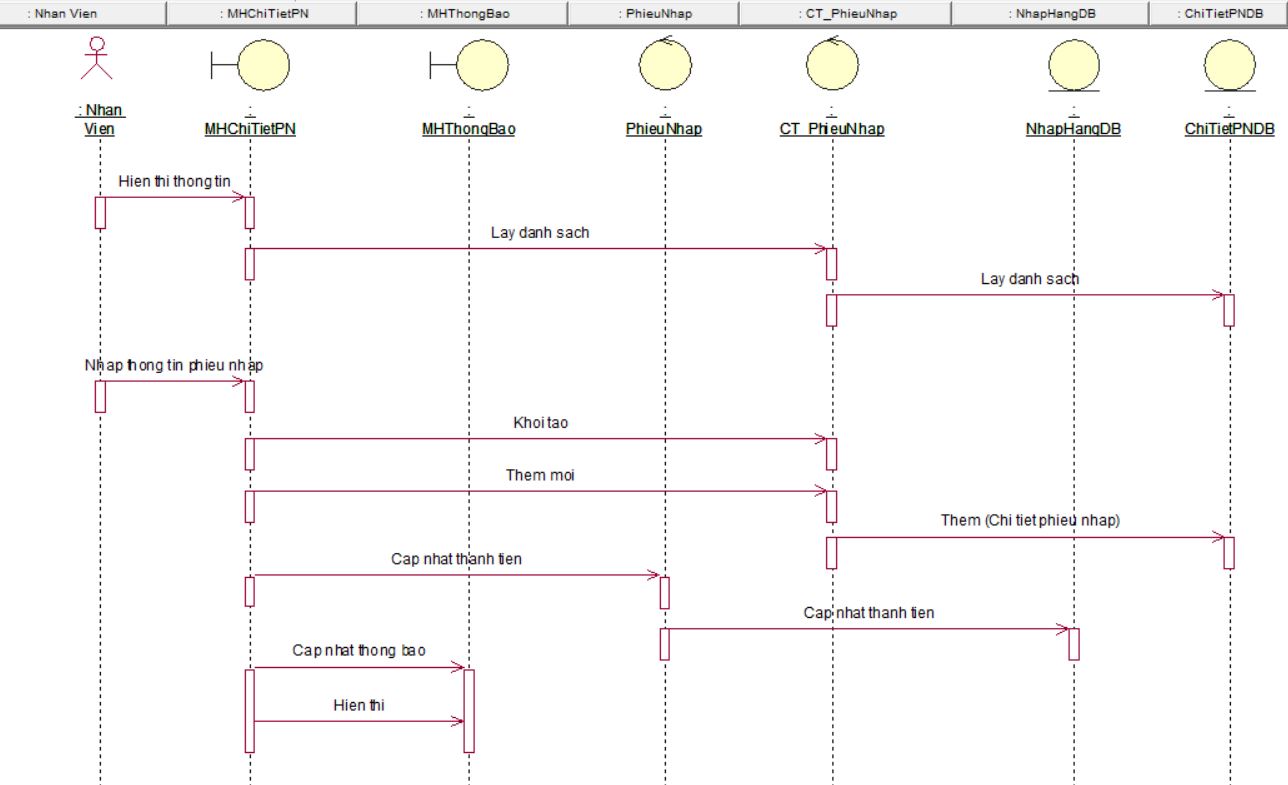 : Nhan Vien
: MHChiTietPN
: MHThongBao
: PhieuNhap
: CT_PhieuNhap
: NhapHangDB
: ChiTietPNDB
: Nhan
Vien
:
MHChiTietPN
:
MHThongBao
:
PhieuNhap
:
CT_PhieuNhap
:
NhapHangDB
:
ChiTietPNDB
Hien thi thong tin
Lay danh sach
Lay danh sach
Nhap thong tin phieu nhap
Khoi tao
Them moi
Them (Chi tiet phieu nhap)
Cap nhat thanh tien
Cap nhat thanh tien
Cap nhat thong bao
Hien thi